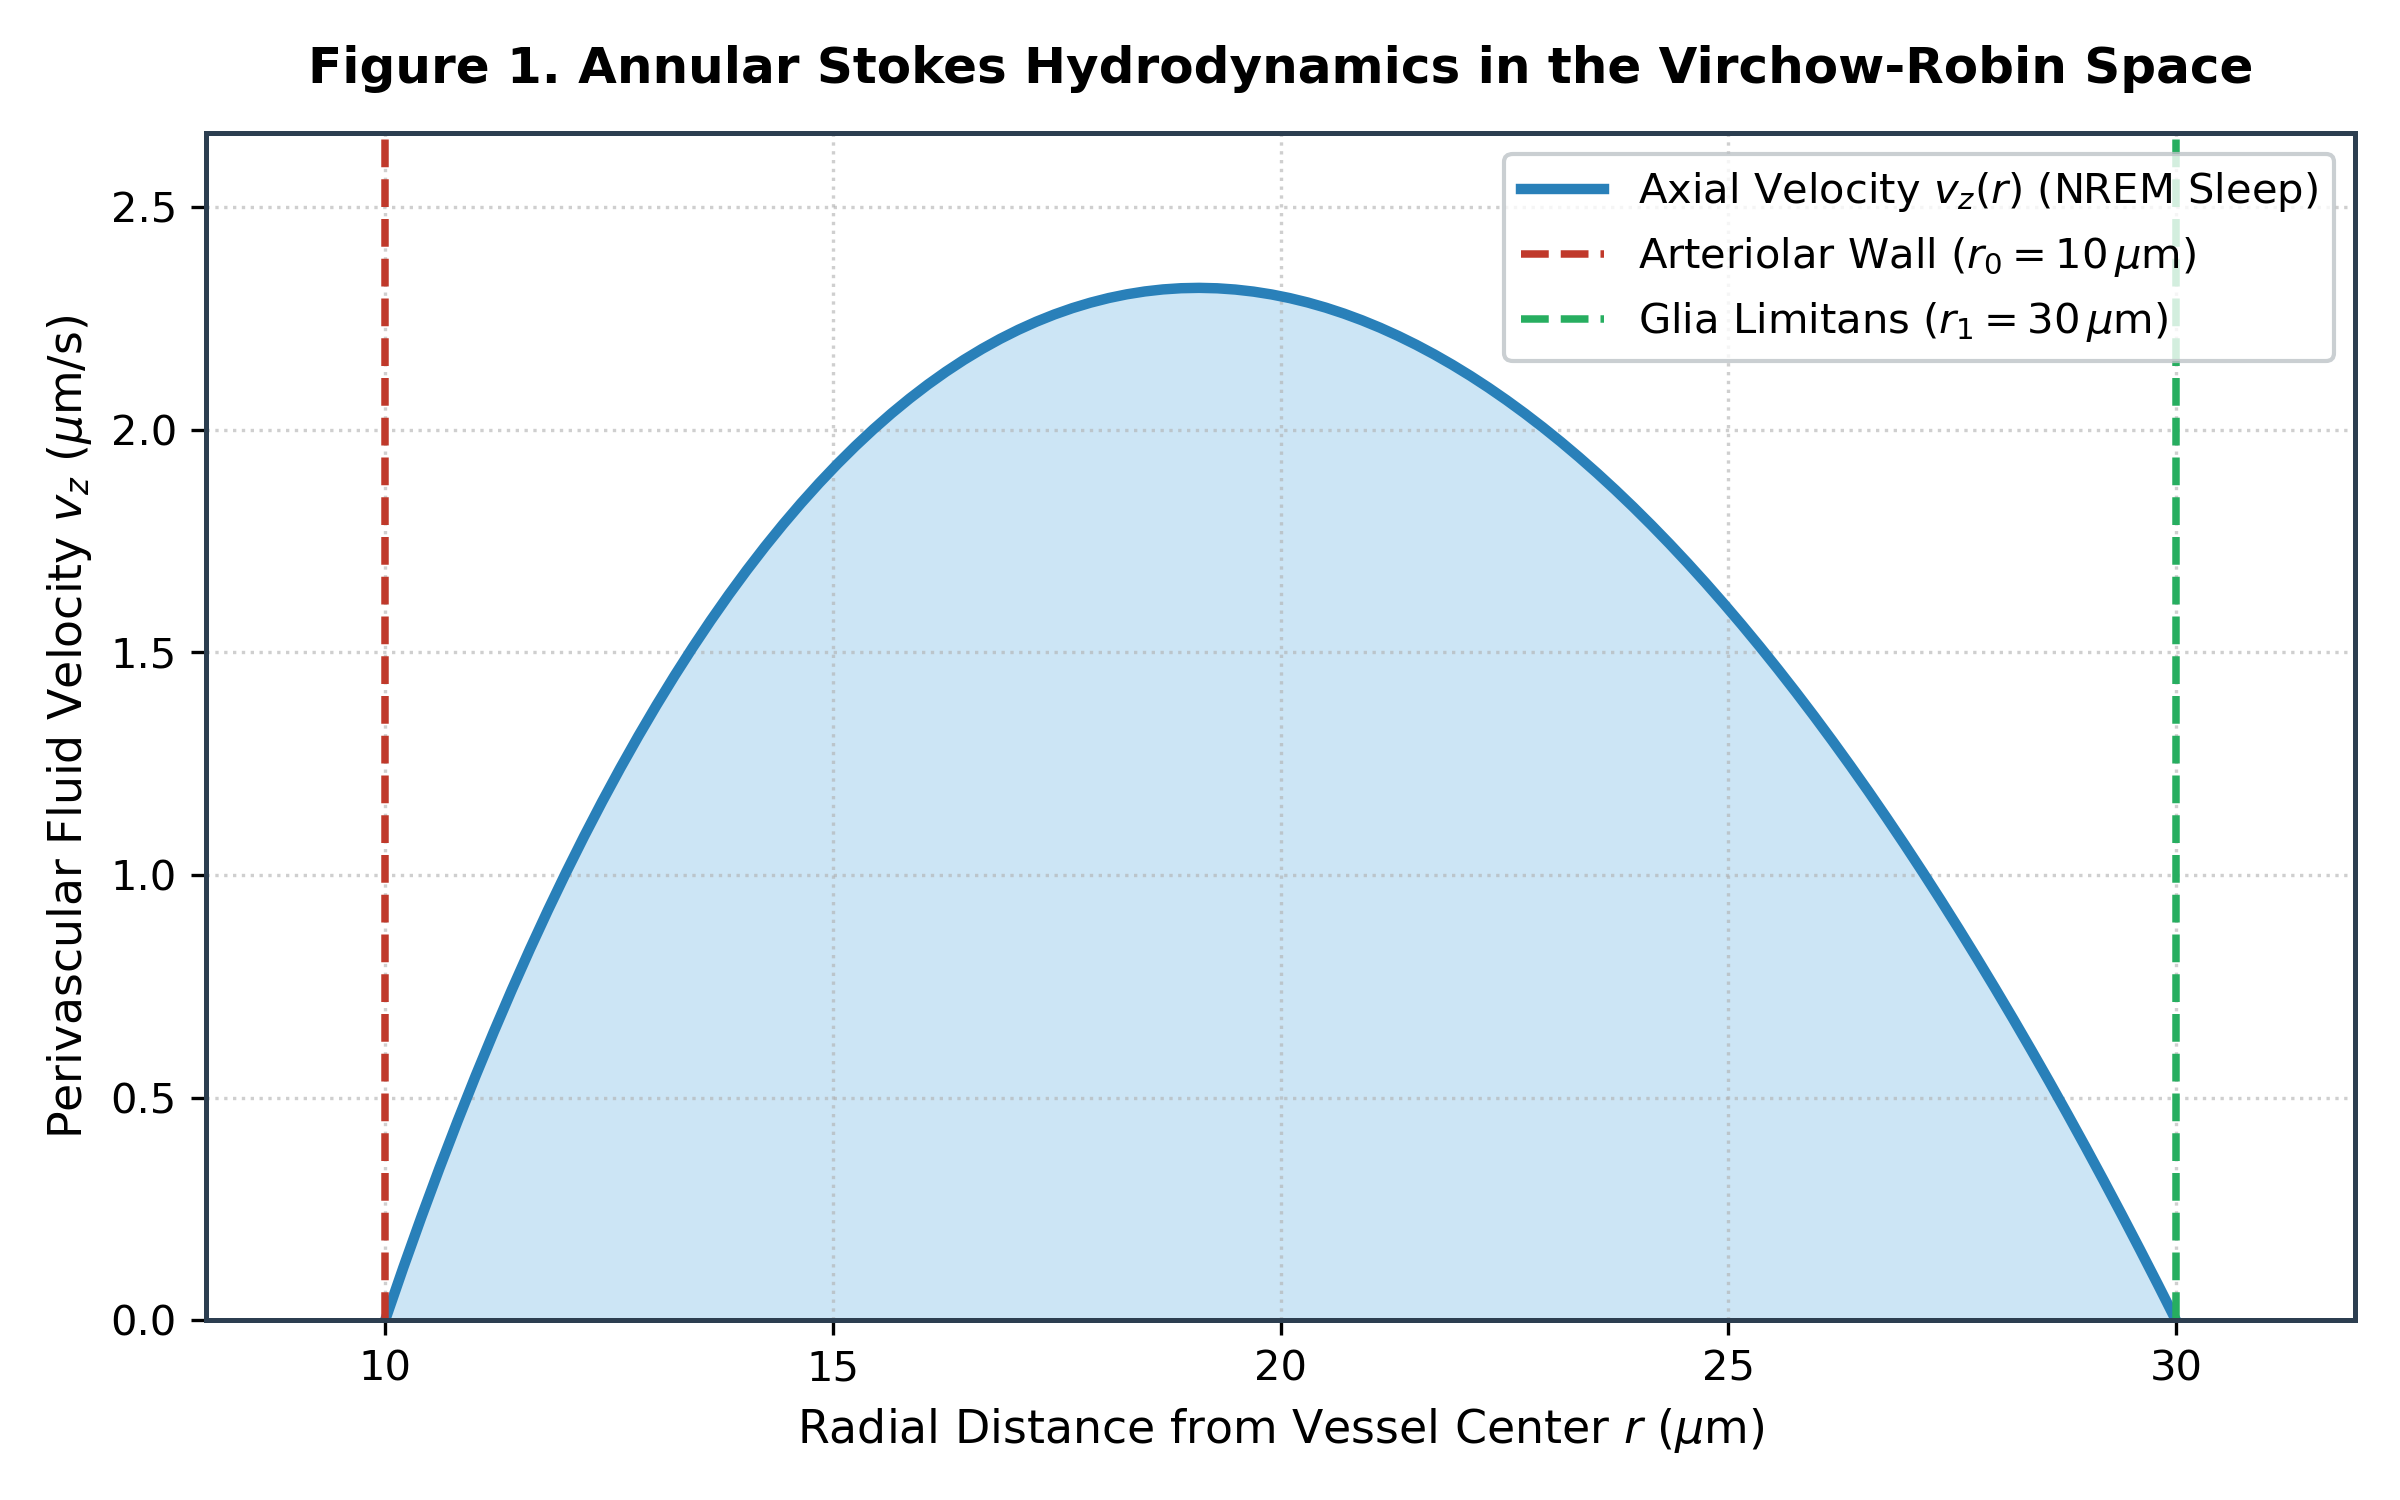 Figure 1. Annular Stokes Hydrodynamics in the Virchow-Robin Space
Axial Velocity v_z(r) (NREM Sleep)
Arteriolar Wall (r_0 = 10 μm)
Glia Limitans (r_1 = 30 μm)
Perivascular Fluid Velocity v_z (μm/s)
2.5
2.0
1.5
1.0
0.5
0.0
10
15
20
25
30
Radial Distance from Vessel Center r (μm)